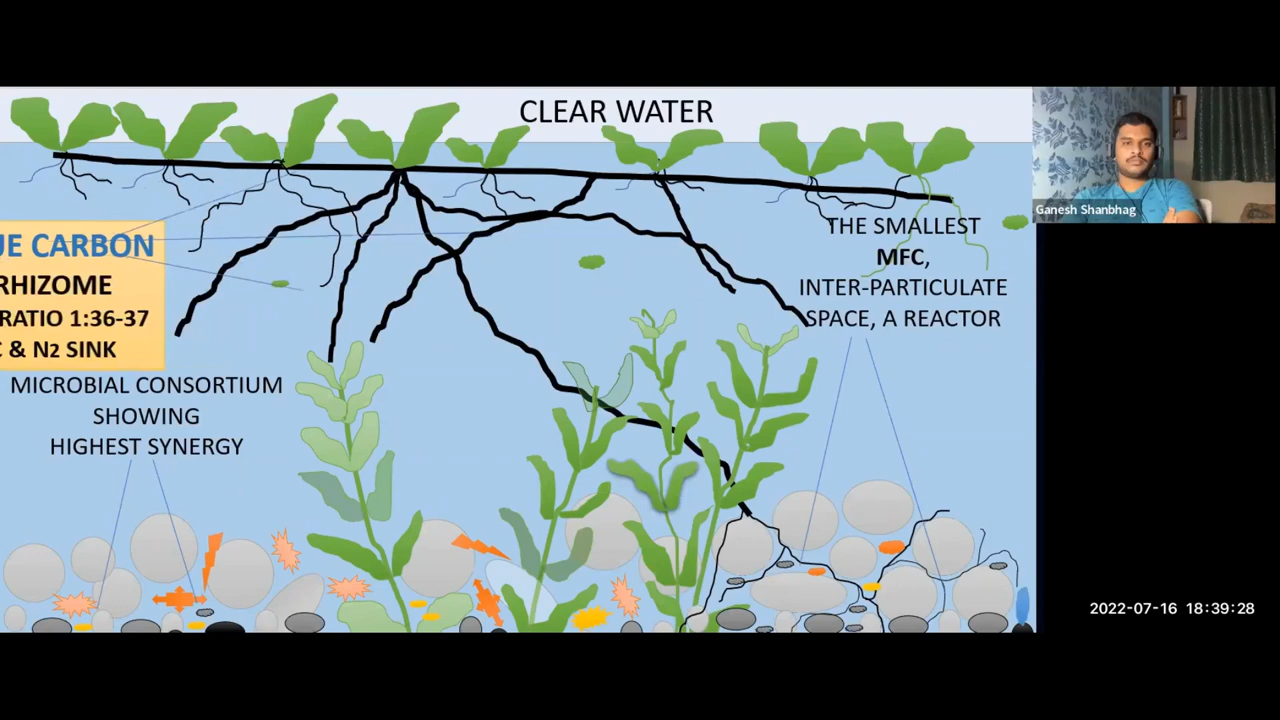 CLEAR WATER
Ganesh Shanbhag
UE CARBON
RHIZOME
RATIO 1:36-37
C & N2 SINK
THE SMALLEST
MFC,
INTER-PARTICULATE
SPACE, A REACTOR
MICROBIAL CONSORTIUM
SHOWING
HIGHEST SYNERGY
2022-07-16 18:39:28